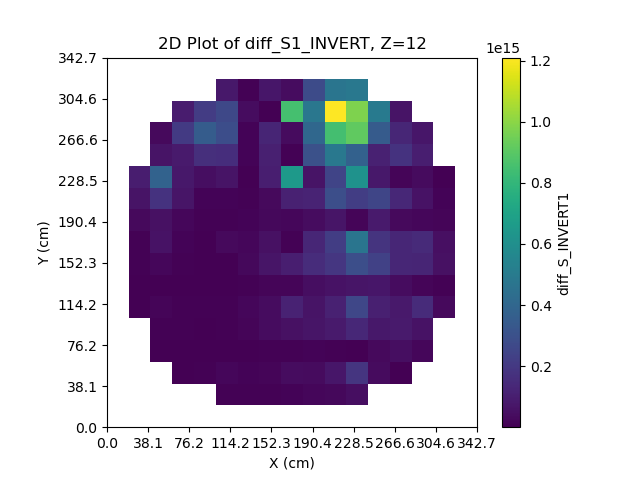 2D Plot of diff_S1_INVERT, Z=12
1e15
342.7
304.6
266.6
228.5
190.4
152.3
114.2
76.2
38.1
0.0
Y (cm)
0.0 38.1 76.2 114.2 152.3 190.4 228.5 266.6 304.6 342.7
X (cm)
1.2
1.0
0.8
0.6
0.4
0.2
diff_S_INVERT1